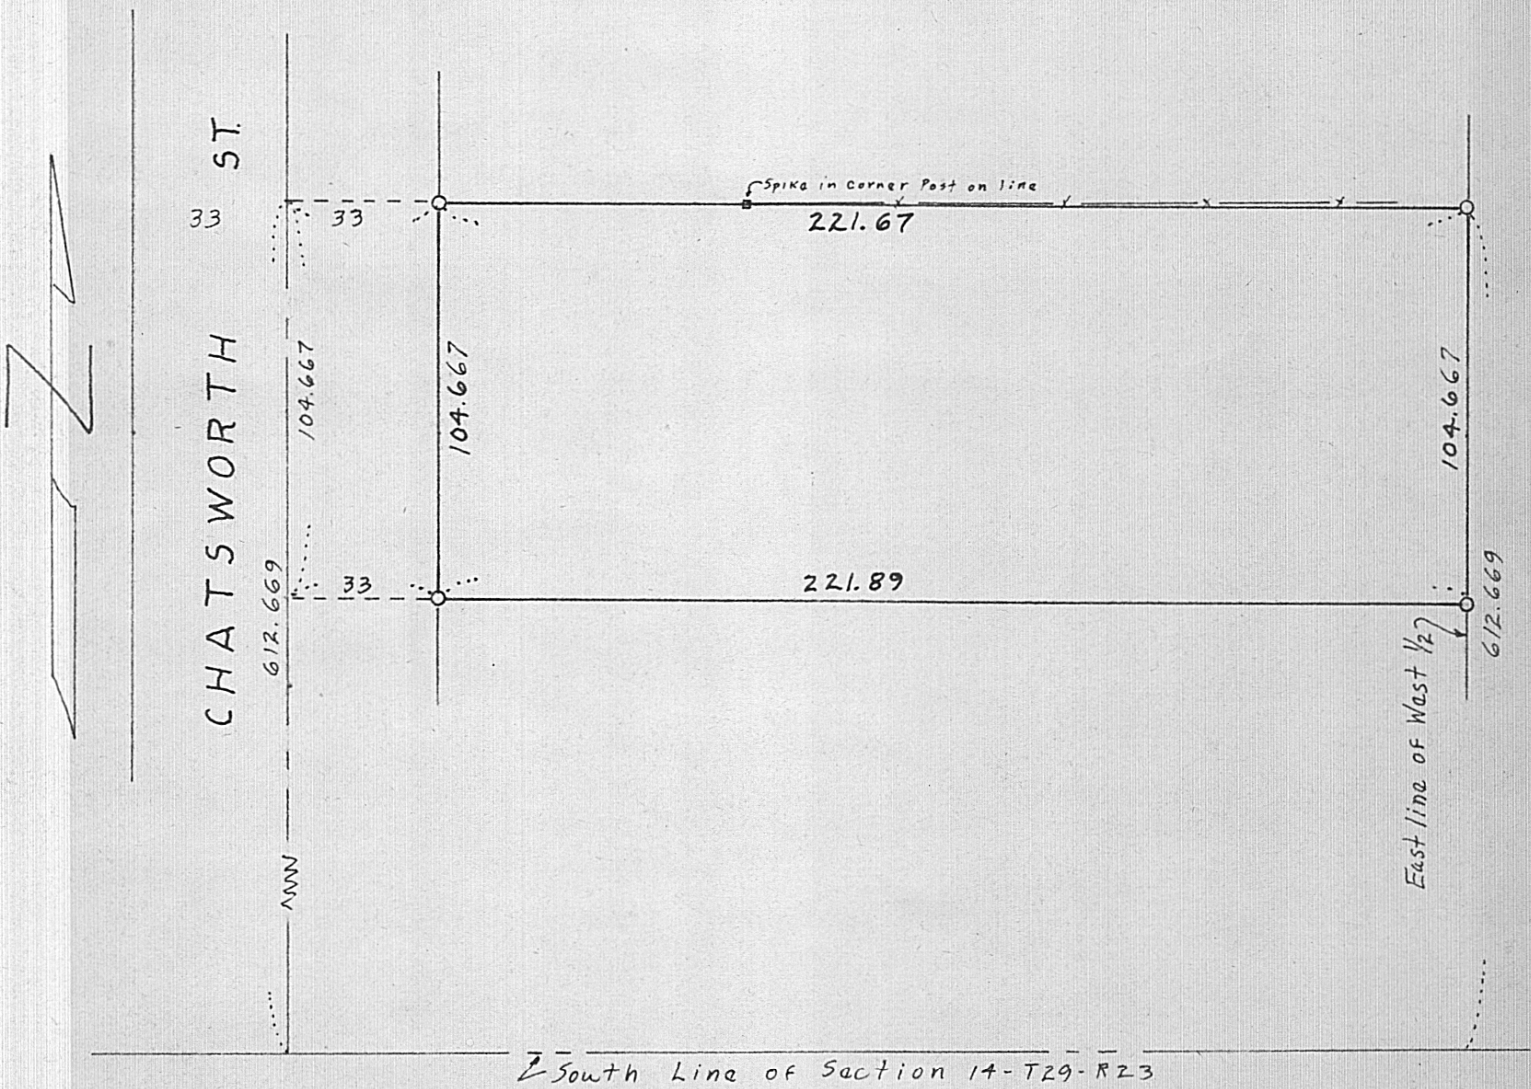 N
CHATSWORTH ST.
33
33
Spike in Corner Post on line
221.67
104.667
104.667
104.667
612.669
33
221.89
East line of West 1/2
612.669
South Line of Section 14-T29-R23